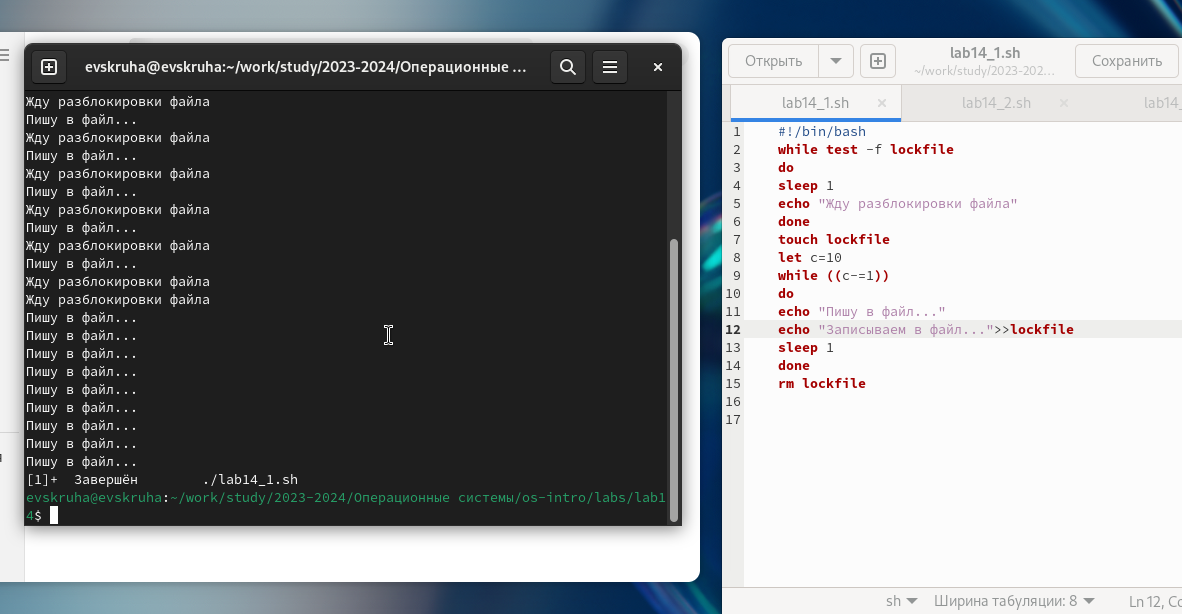 evskruha@evskruha:~/work/study/2023-2024/Операционные ...
Жду разблокировки файла
Пишу в файл...
Жду разблокировки файла
Пишу в файл...
Жду разблокировки файла
Пишу в файл...
Жду разблокировки файла
Пишу в файл...
Жду разблокировки файла
Пишу в файл...
Жду разблокировки файла
Жду разблокировки файла
Пишу в файл...
Пишу в файл...
Пишу в файл...
Пишу в файл...
Пишу в файл...
Пишу в файл...
Пишу в файл...
Пишу в файл...
Пишу в файл...
[1]+  Завершён        ./lab14_1.sh
evskruha@evskruha:~/work/study/2023-2024/Операционные системы/os-intro/labs/lab1
4$
Открыть
lab14_1.sh
~/work/study/2023-202...
Сохранить
lab14_1.sh × lab14_2.sh × lab14_
1 #!/bin/bash
2 while test -f lockfile
3 do
4 sleep 1
5 echo "Жду разблокировки файла"
6 done
7 touch lockfile
8 let c=10
9 while ((c-=1))
10 do
11 echo "Пишу в файл..."
12 echo "Записываем в файл...">>lockfile
13 sleep 1
14 done
15 rm lockfile
16
17
sh Ширина табуляции: 8 Ln 12, Co